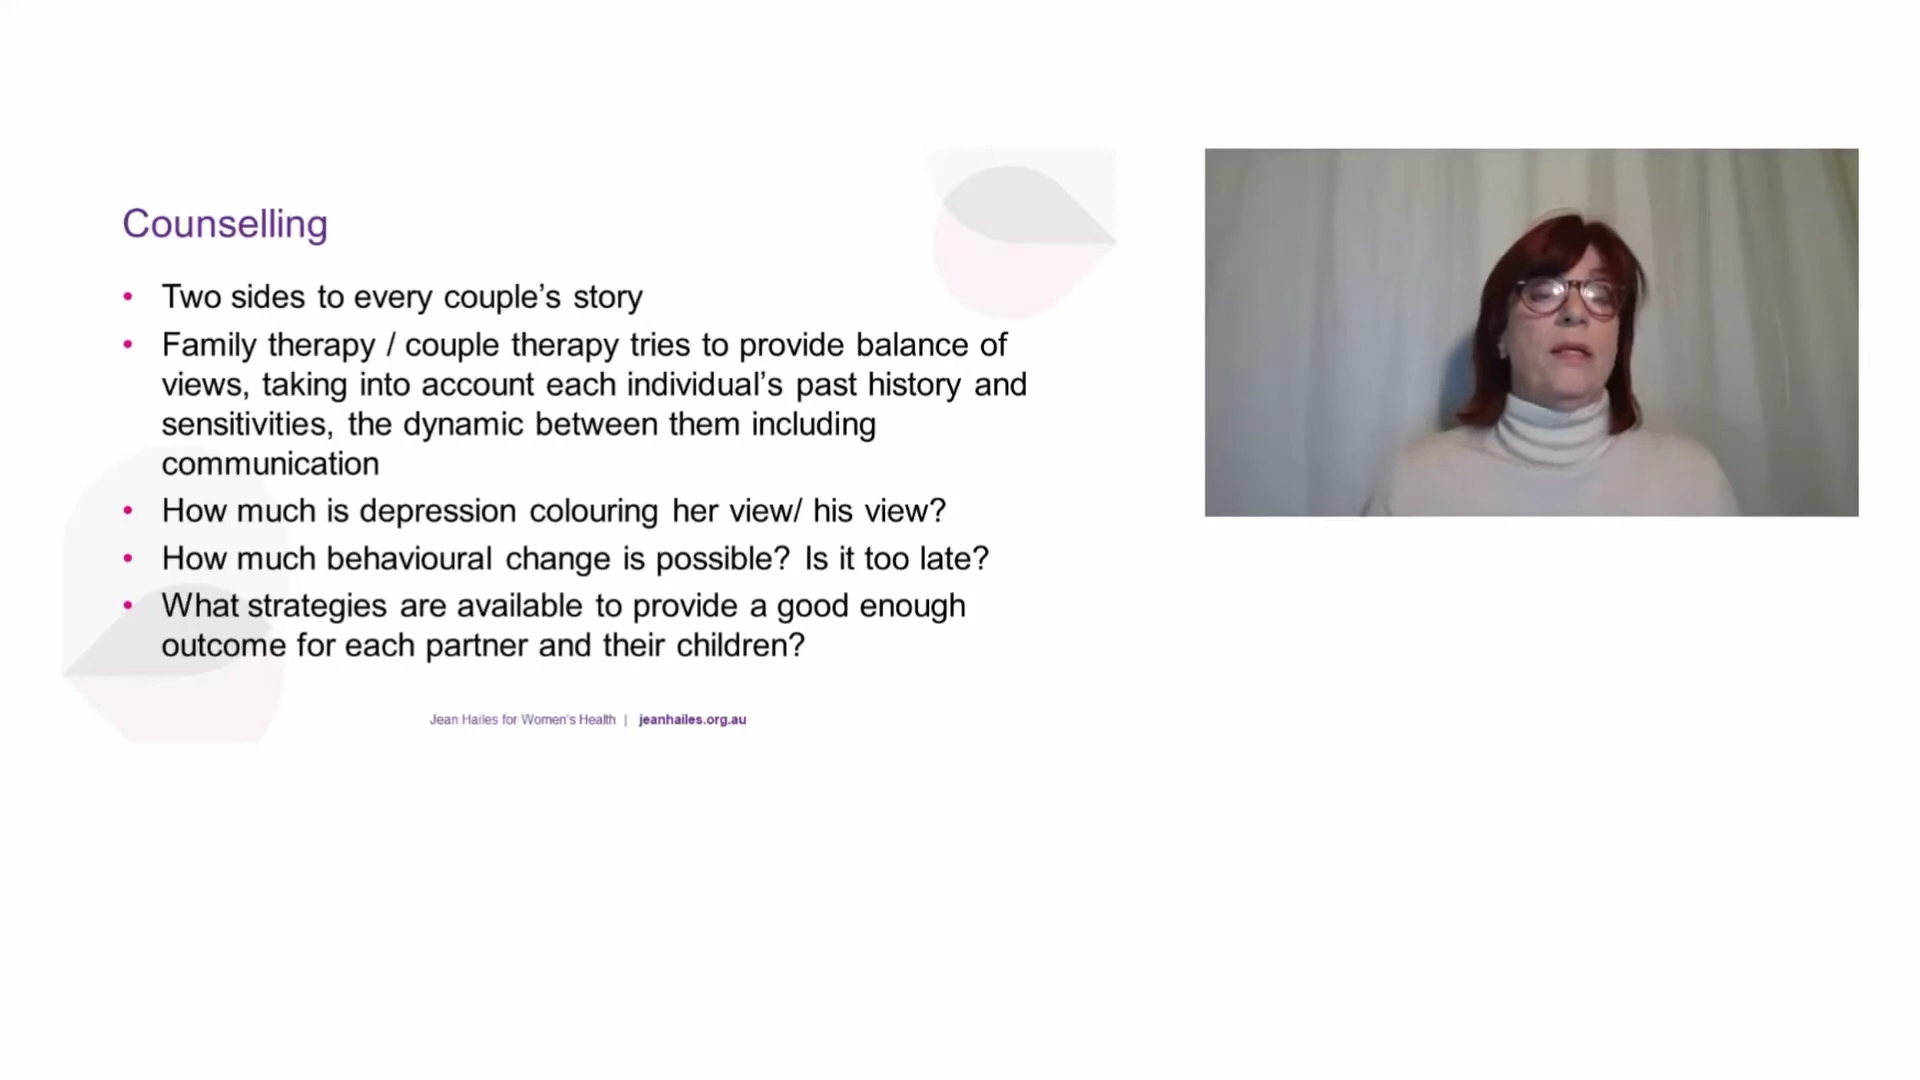 Counselling
• Two sides to every couple’s story
• Family therapy / couple therapy tries to provide balance of
views, taking into account each individual’s past history and
sensitivities, the dynamic between them including
communication
• How much is depression colouring her view/ his view?
• How much behavioural change is possible? Is it too late?
• What strategies are available to provide a good enough
outcome for each partner and their children?
Jean Hailes for Women’s Health | jeanhailes.org.au